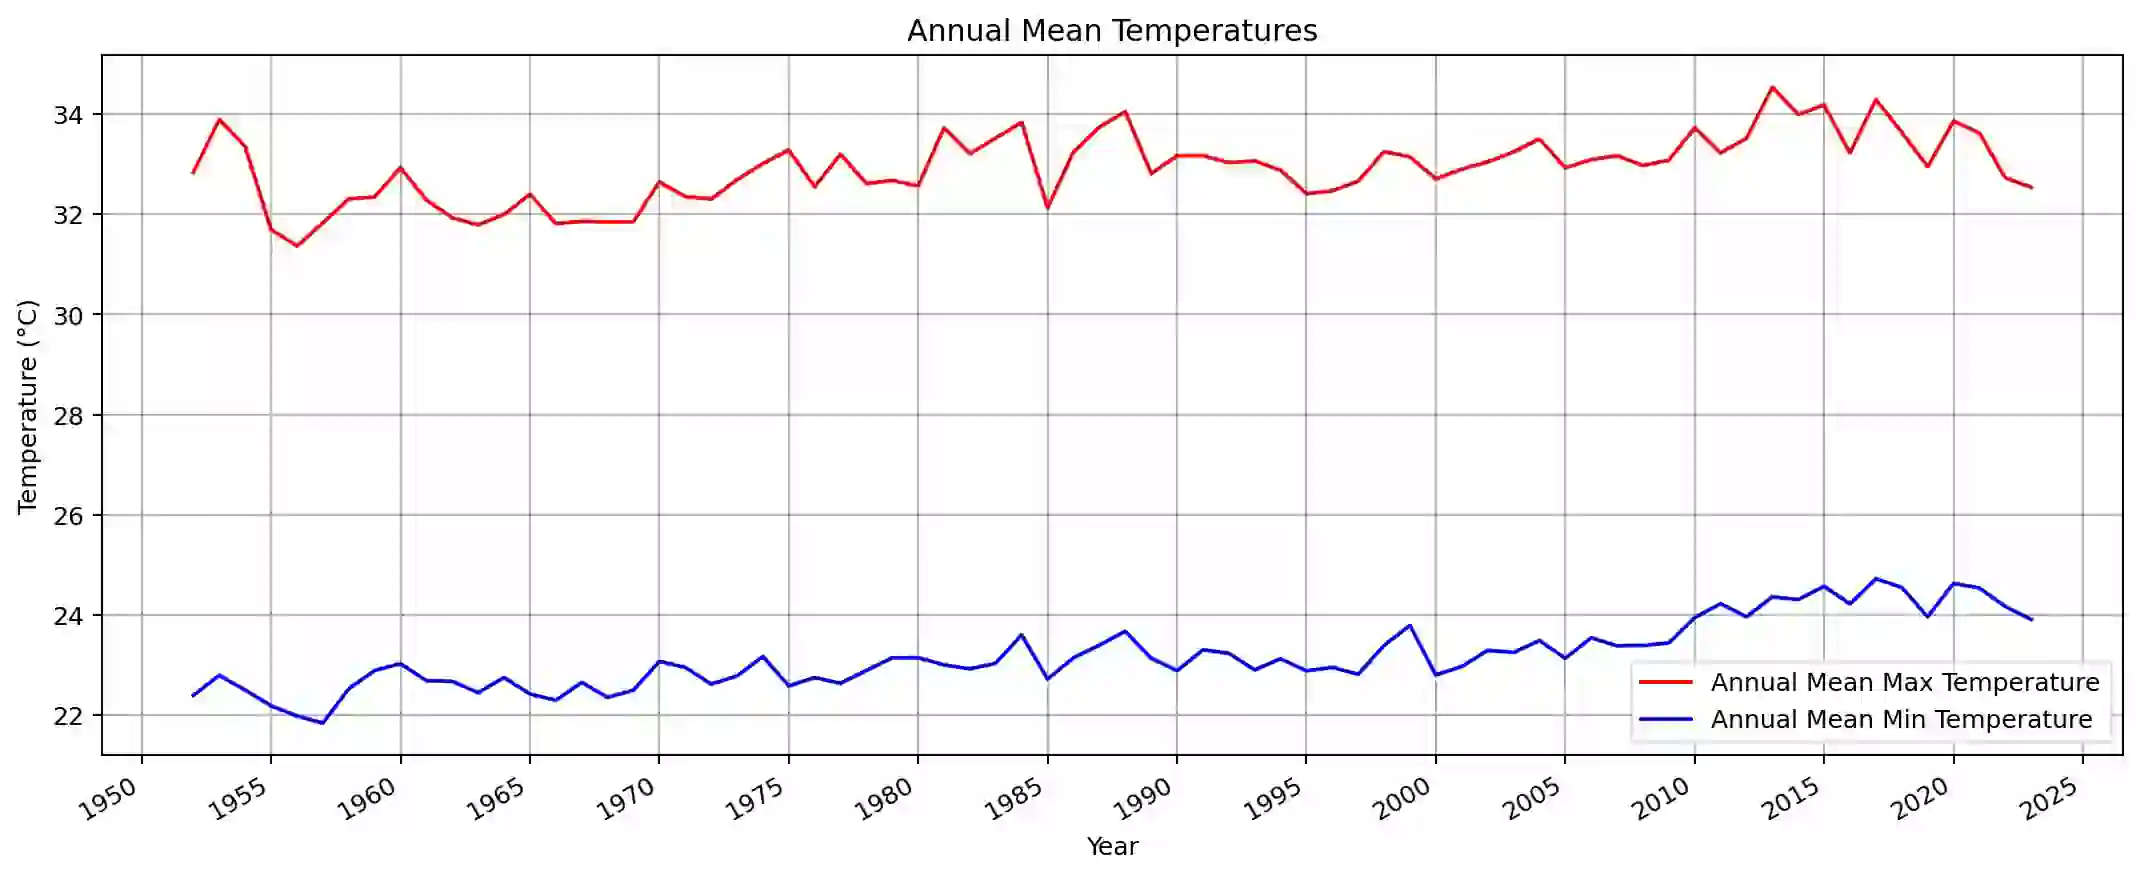 Annual Mean Temperatures
Temperature (°C)
34
32
30
28
26
24
22
Annual Mean Max Temperature
Annual Mean Min Temperature
1950 1955 1960 1965 1970 1975 1980 1985 1990 1995 2000 2005 2010 2015 2020 2025
Year